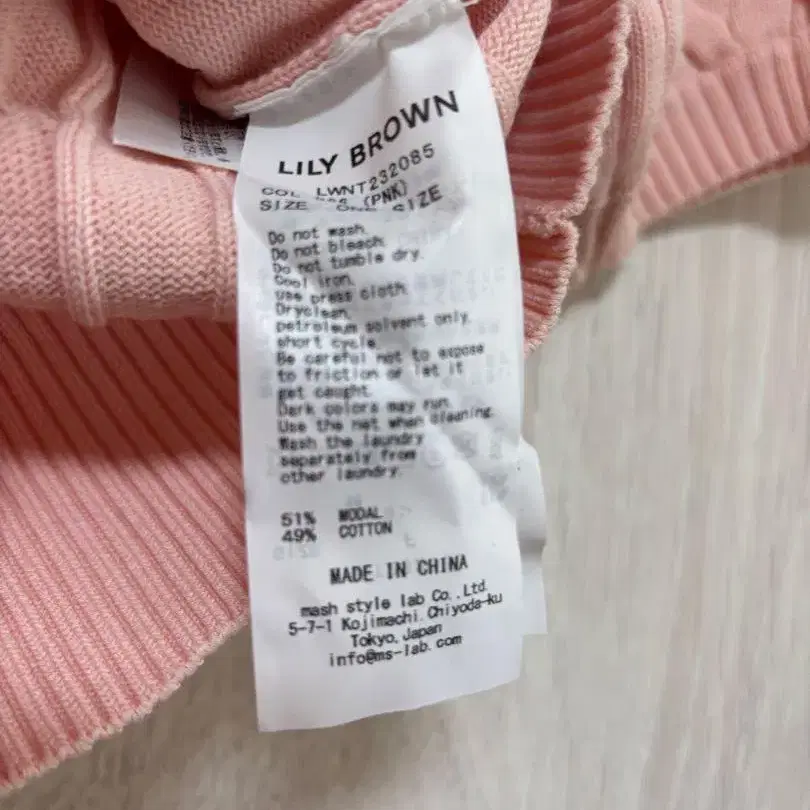 LILY BROWN
LWNT232085
COL (PNK)
SIZE ONE SIZE
Do not wash.
Do not bleach.
Do not tumble dry.
Cool iron.
use press cloth.
Dryclean.
petroleum solvent only.
short cycle.
Be careful not to expose
to friction or let it
get caught.
Dark colors may run.
Use the net when cleaning.
Wash the laundry
separately from
other laundry.
51% MODAL
49% COTTON
MADE IN CHINA
mash style lab Co.,Ltd.
5-7-1 Kojimachi.Chiyoda-ku
Tokyo,Japan
info@ms-lab.com